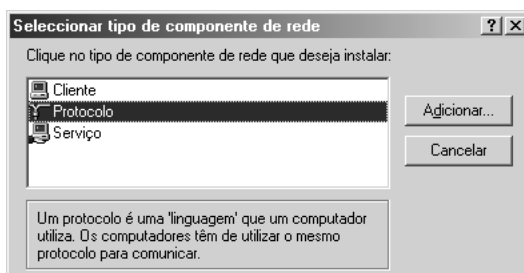 Seleccionar tipo de componente de rede
Clique no tipo de componente de rede que deseja instalar:
Cliente
Protocolo
Serviço
Adicionar...
Cancelar
Um protocolo é uma 'linguagem' que um computador
utiliza. Os computadores têm de utilizar o mesmo
protocolo para comunicar.